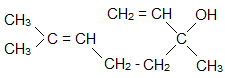 CH₂ = CH OH
CH₃
C = CH C
CH₃
CH₂ - CH₂ CH₃